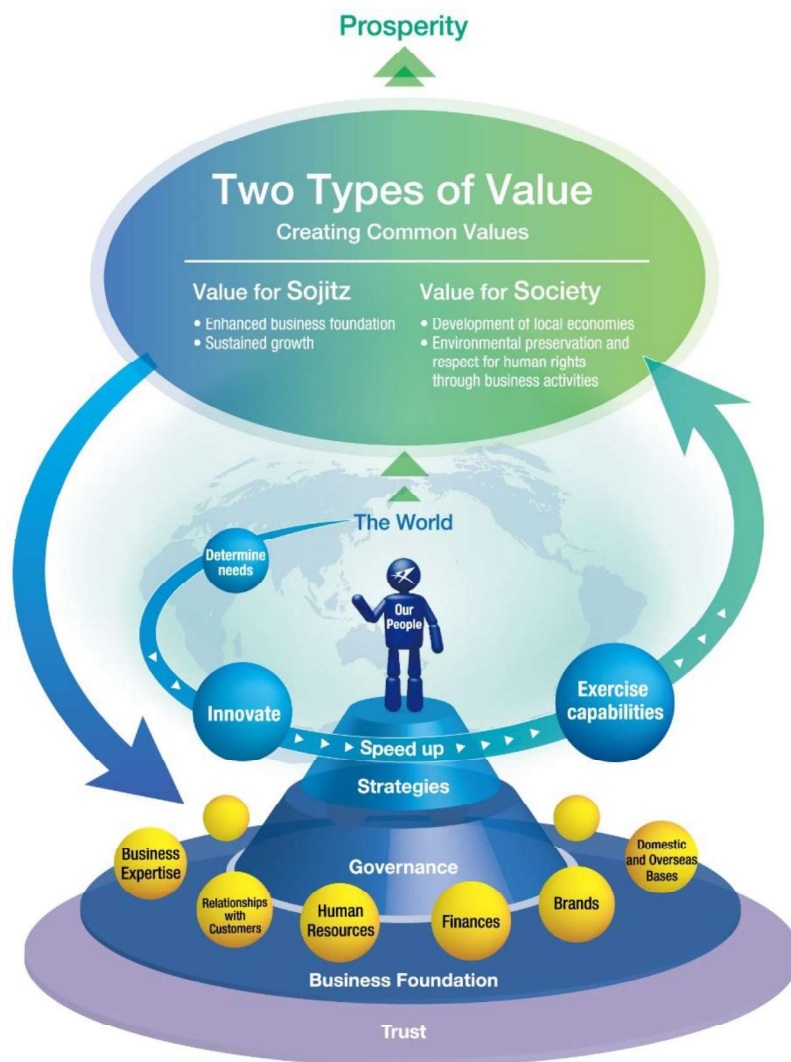 Prosperity
Two Types of Value
Creating Common Values
Value for Sojitz
• Enhanced business foundation
• Sustained growth
Value for Society
• Development of local economies
• Environmental preservation and
respect for human rights
through business activities
The World
Determine
needs
Our
People
Innovate
Speed up
Exercise
capabilities
Strategies
Governance
Business
Expertise
Relationships
with
Customers
Human
Resources
Finances
Brands
Domestic
and Overseas
Bases
Business Foundation
Trust